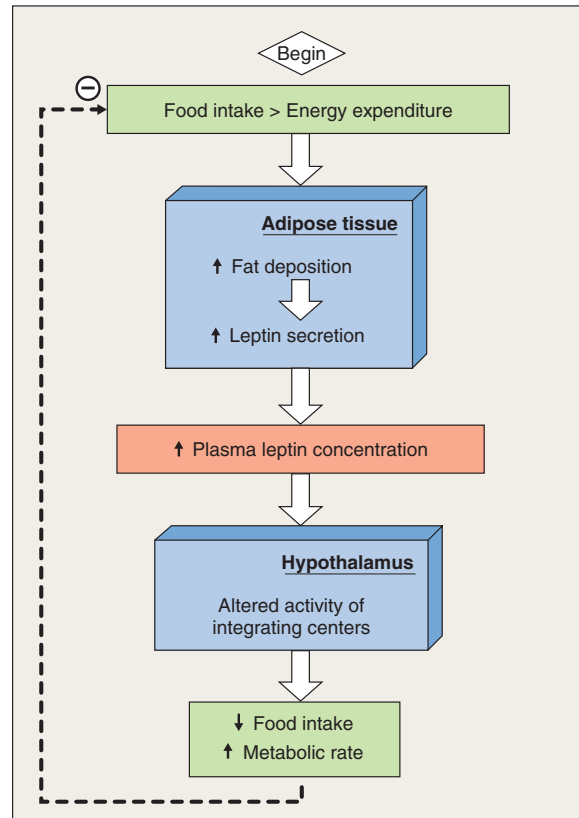 Begin
−
Food intake > Energy expenditure
Adipose tissue
↑ Fat deposition
↑ Leptin secretion
↑ Plasma leptin concentration
Hypothalamus
Altered activity of
integrating centers
↓ Food intake
↑ Metabolic rate